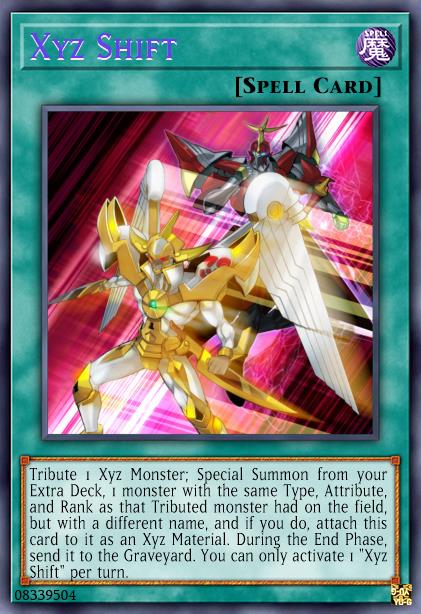 Xyz Shift
SPELL
魔
[Spell Card]
Tribute 1 Xyz Monster; Special Summon from your
Extra Deck, 1 monster with the same Type, Attribute,
and Rank as that Tributed monster had on the field,
but with a different name, and if you do, attach this
card to it as an Xyz Material. During the End Phase,
send it to the Graveyard. You can only activate 1 "Xyz
Shift" per turn.
08339504